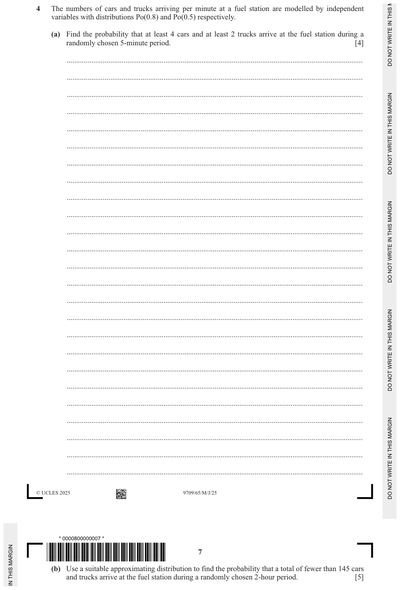 4 The numbers of cars and trucks arriving per minute at a fuel station are modelled by independent
variables with distributions Po(0.8) and Po(0.5) respectively.
(a) Find the probability that at least 4 cars and at least 2 trucks arrive at the fuel station during a
randomly chosen 5-minute period. [4]
DO NOT WRITE IN THIS M
DO NOT WRITE IN THIS MARGIN
DO NOT WRITE IN THIS MARGIN
DO NOT WRITE IN THIS MARGIN
DO NOT WRITE IN THIS MARGIN
© UCLES 2025 9709/65/M/J/25
IN THIS MARGIN
* 0000800000007 *
7
(b) Use a suitable approximating distribution to find the probability that a total of fewer than 145 cars
and trucks arrive at the fuel station during a randomly chosen 2-hour period. [5]